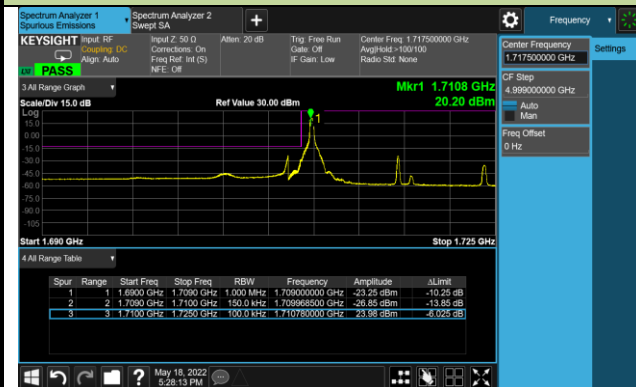 Spectrum Analyzer 1
Spurious Emissions
Spectrum Analyzer 2
Swept SA
+
Frequency
KEYSIGHT
Input: RF
Coupling: DC
Align: Auto
Input Z: 50 Ω
Corrections: On
Freq Ref: Int (S)
NFE: Off
Atten: 20 dB
Trig: Free Run
Gate: Off
IF Gain: Low
Center Freq: 1.717500000 GHz
Avg|Hold:>100/100
Radio Std: None
PASS
Center Frequency
1.717500000 GHz
Settings
CF Step
4.999000000 GHz
Auto
Man
Freq Offset
0 Hz
3 All Range Graph
Mkr1 1.7108 GHz
Scale/Div 15.0 dB
Ref Value 30.00 dBm
20.20 dBm
Log
1
15.0
0.00
-15.0
-30.0
-45.0
-60.0
-75.0
-90.0
-105
Start 1.690 GHz
Stop 1.725 GHz
4 All Range Table
Spur Range Start Freq Stop Freq RBW Frequency Amplitude ΔLimit
1 1 1.6900 GHz 1.7090 GHz 1.000 MHz 1.709000000 GHz -23.25 dBm -10.25 dB
2 2 1.7090 GHz 1.7100 GHz 150.0 kHz 1.709968500 GHz -26.85 dBm -13.85 dB
3 3 1.7100 GHz 1.7250 GHz 100.0 kHz 1.710780000 GHz 23.98 dBm -6.025 dB
?
May 18, 2022
5:28:13 PM